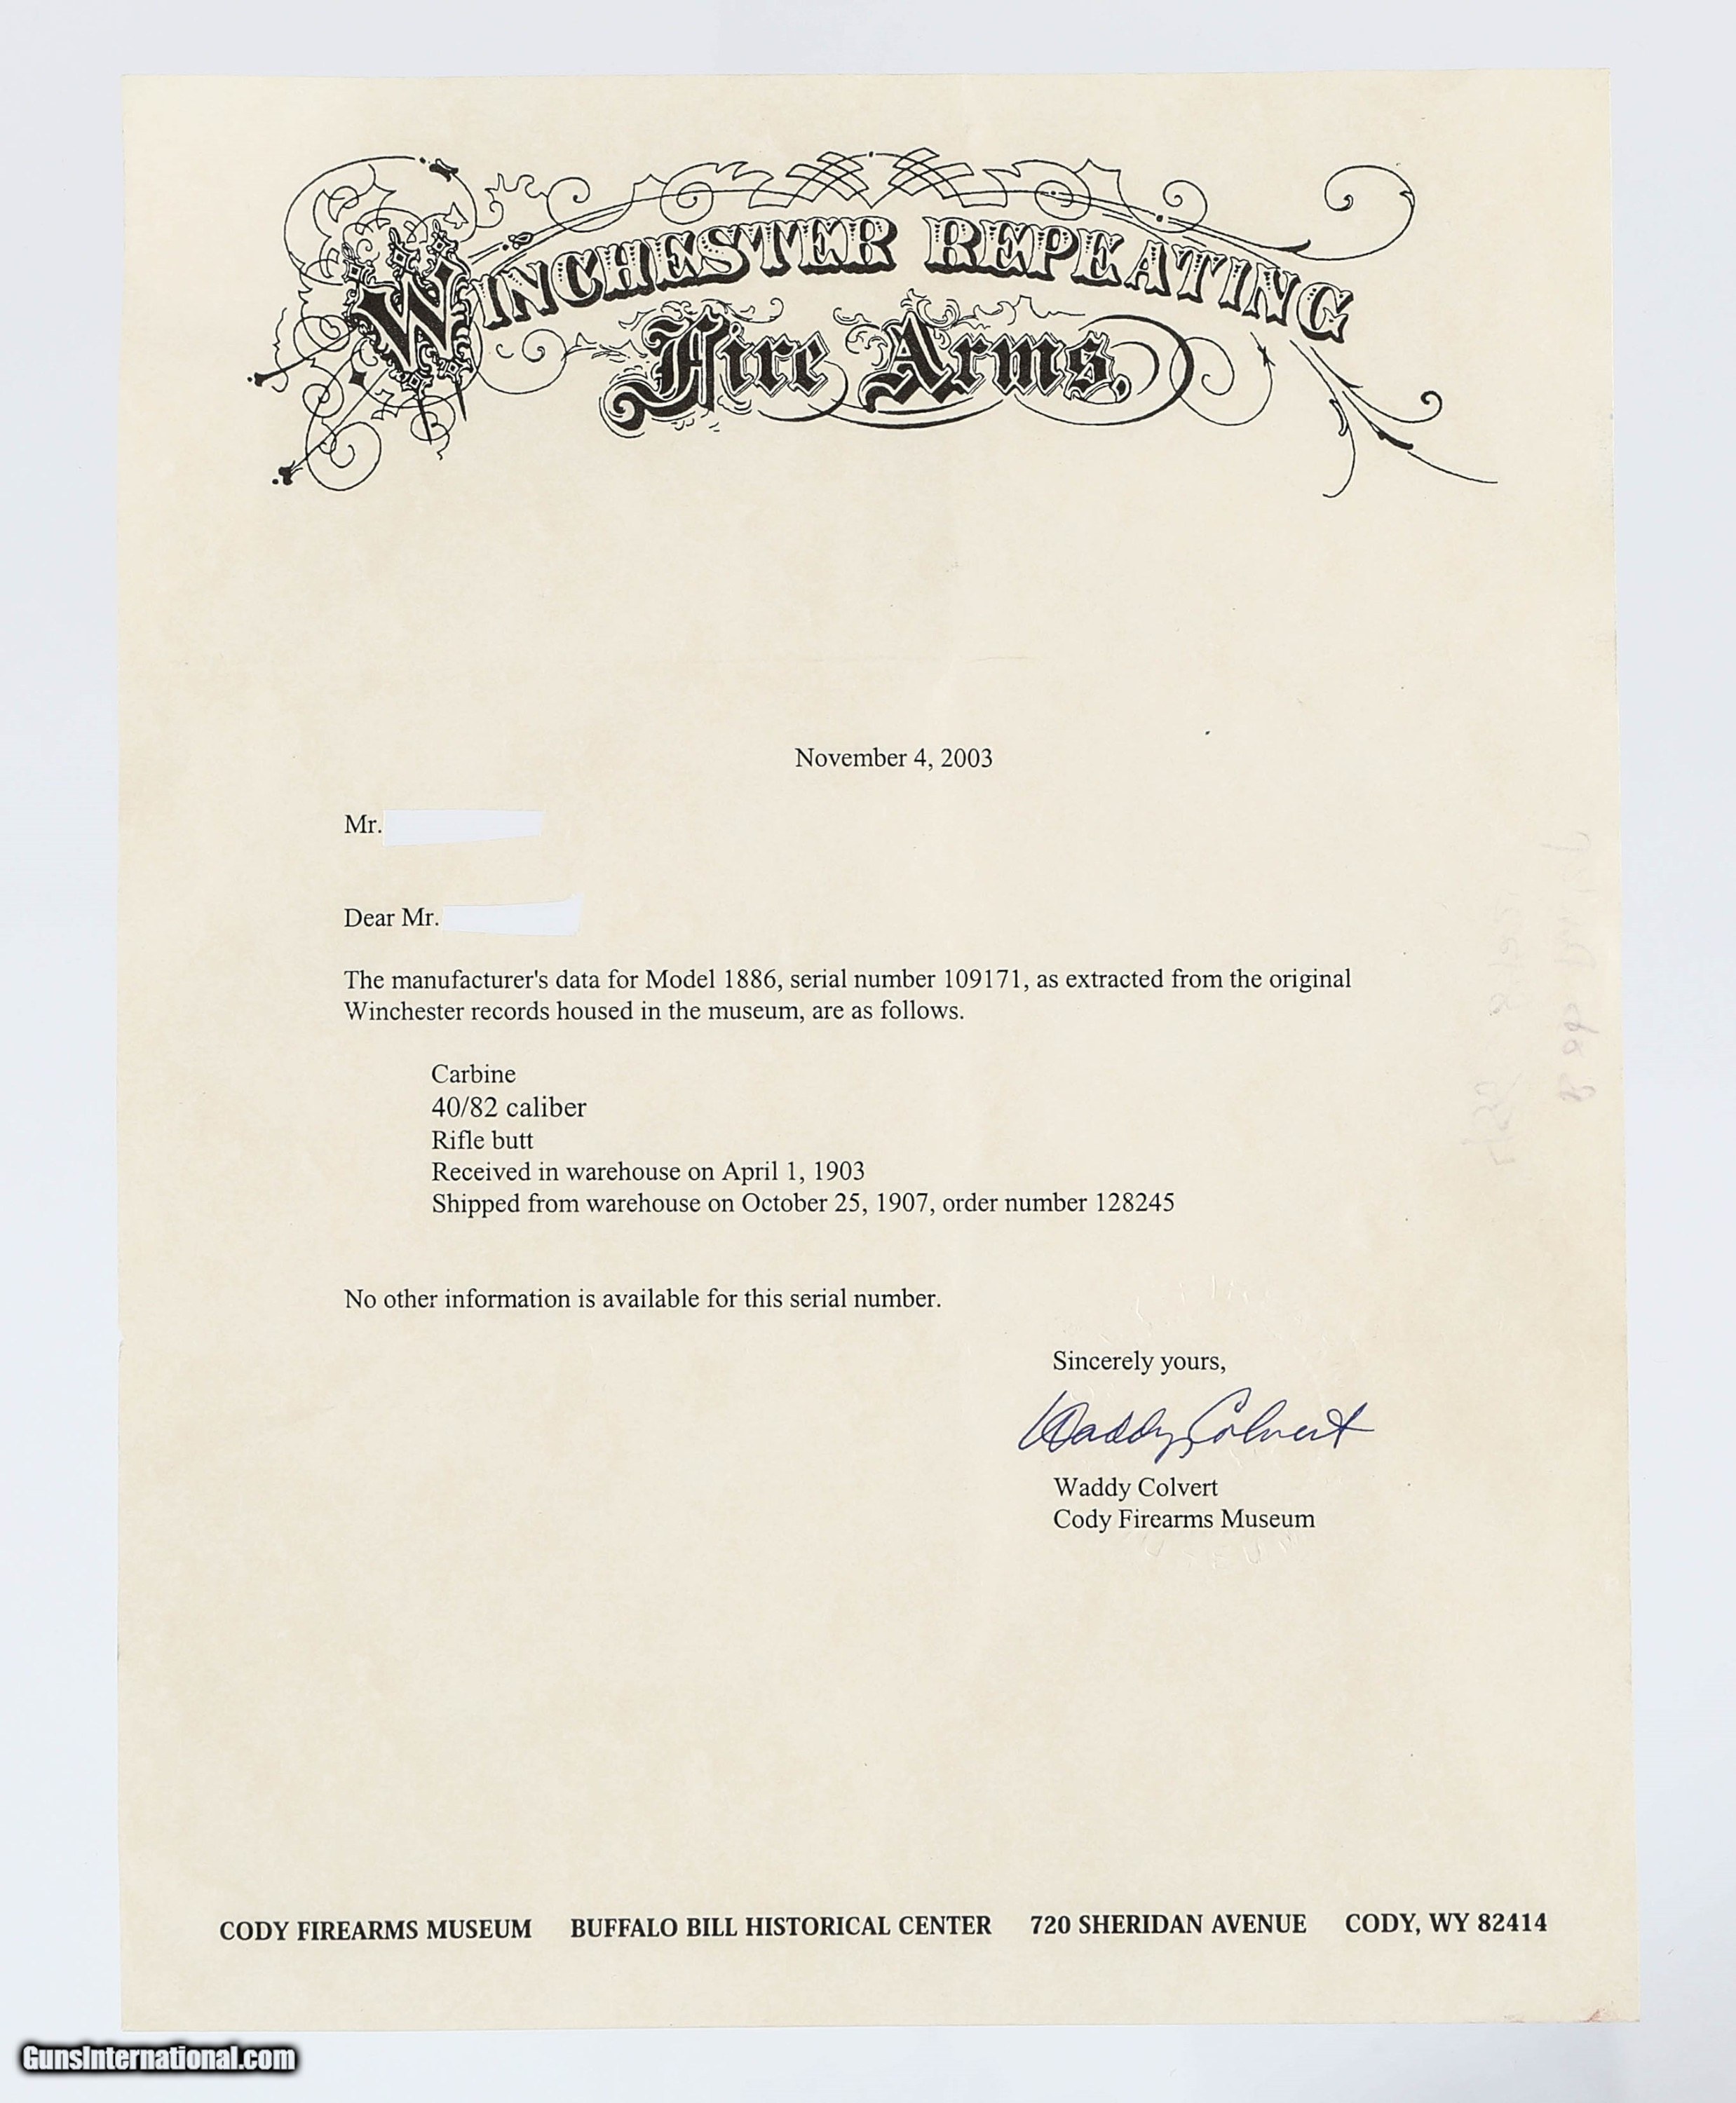 WINCHESTER REPEATING
Fire Arms,
November 4, 2003
Mr.
Dear Mr.
The manufacturer's data for Model 1886, serial number 109171, as extracted from the original
Winchester records housed in the museum, are as follows.
Carbine
40/82 caliber
Rifle butt
Received in warehouse on April 1, 1903
Shipped from warehouse on October 25, 1907, order number 128245
No other information is available for this serial number.
Sincerely yours,
Waddy Colvert
Waddy Colvert
Cody Firearms Museum
CODY FIREARMS MUSEUM BUFFALO BILL HISTORICAL CENTER 720 SHERIDAN AVENUE CODY, WY 82414
GunsInternational.com